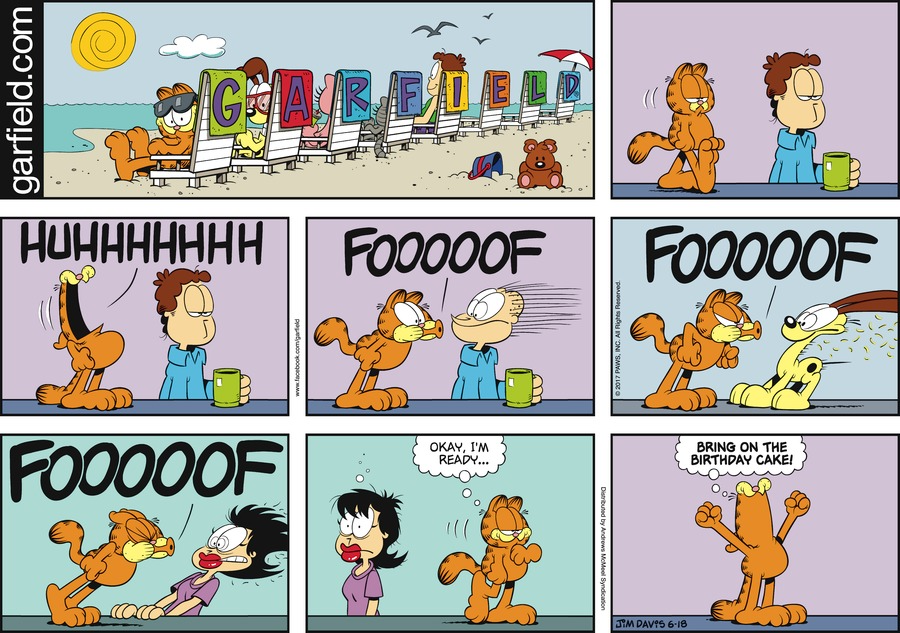 garfield.com
GARFIELD
HUHHHHHHH
www.facebook.com/garfield
FOOOOOF
FOOOOOF
© 2017 PAWS, INC. All Rights Reserved.
FOOOOOF
OKAY, I'M
READY...
Distributed by Andrews McMeel Syndication
BRING ON THE
BIRTHDAY CAKE!
JIM DAVIS 6-18